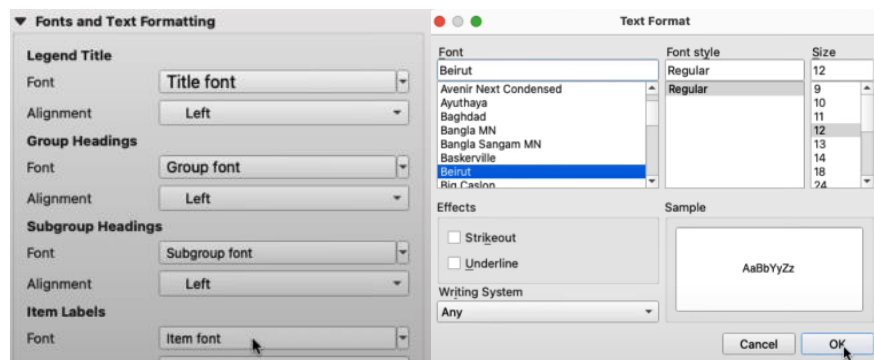 ▼ Fonts and Text Formatting
Legend Title
Font Title font
Alignment Left
Group Headings
Font Group font
Alignment Left
Subgroup Headings
Font Subgroup font
Alignment Left
Item Labels
Font Item font
Text Format
Font Font style Size
Beirut Regular 12
Avenir Next Condensed Regular 9
Ayuthaya 10
Baghdad 11
Bangla MN 12
Bangla Sangam MN 13
Baskerville 14
Beirut 18
Big Caslon 24
Effects Sample
Strikeout
Underline
AaBbYyZz
Writing System
Any
Cancel OK